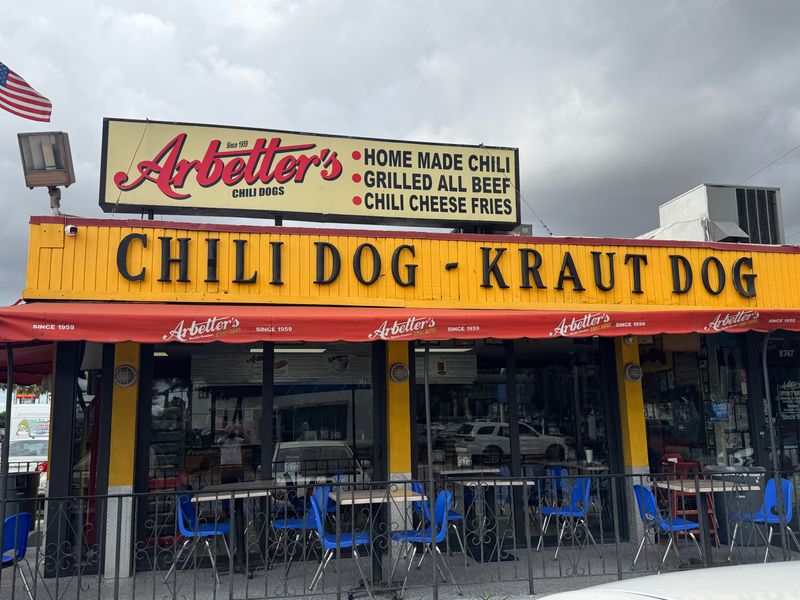 Since 1959
Arbetter's
CHILI DOGS
• HOME MADE CHILI
• GRILLED ALL BEEF
• CHILI CHEESE FRIES
CHILI DOG - KRAUT DOG
SINCE 1959
Arbetter's
SINCE 1959
Arbetter's
SINCE 1959
Arbetter's
SINCE 1959
Arbetter's
8747